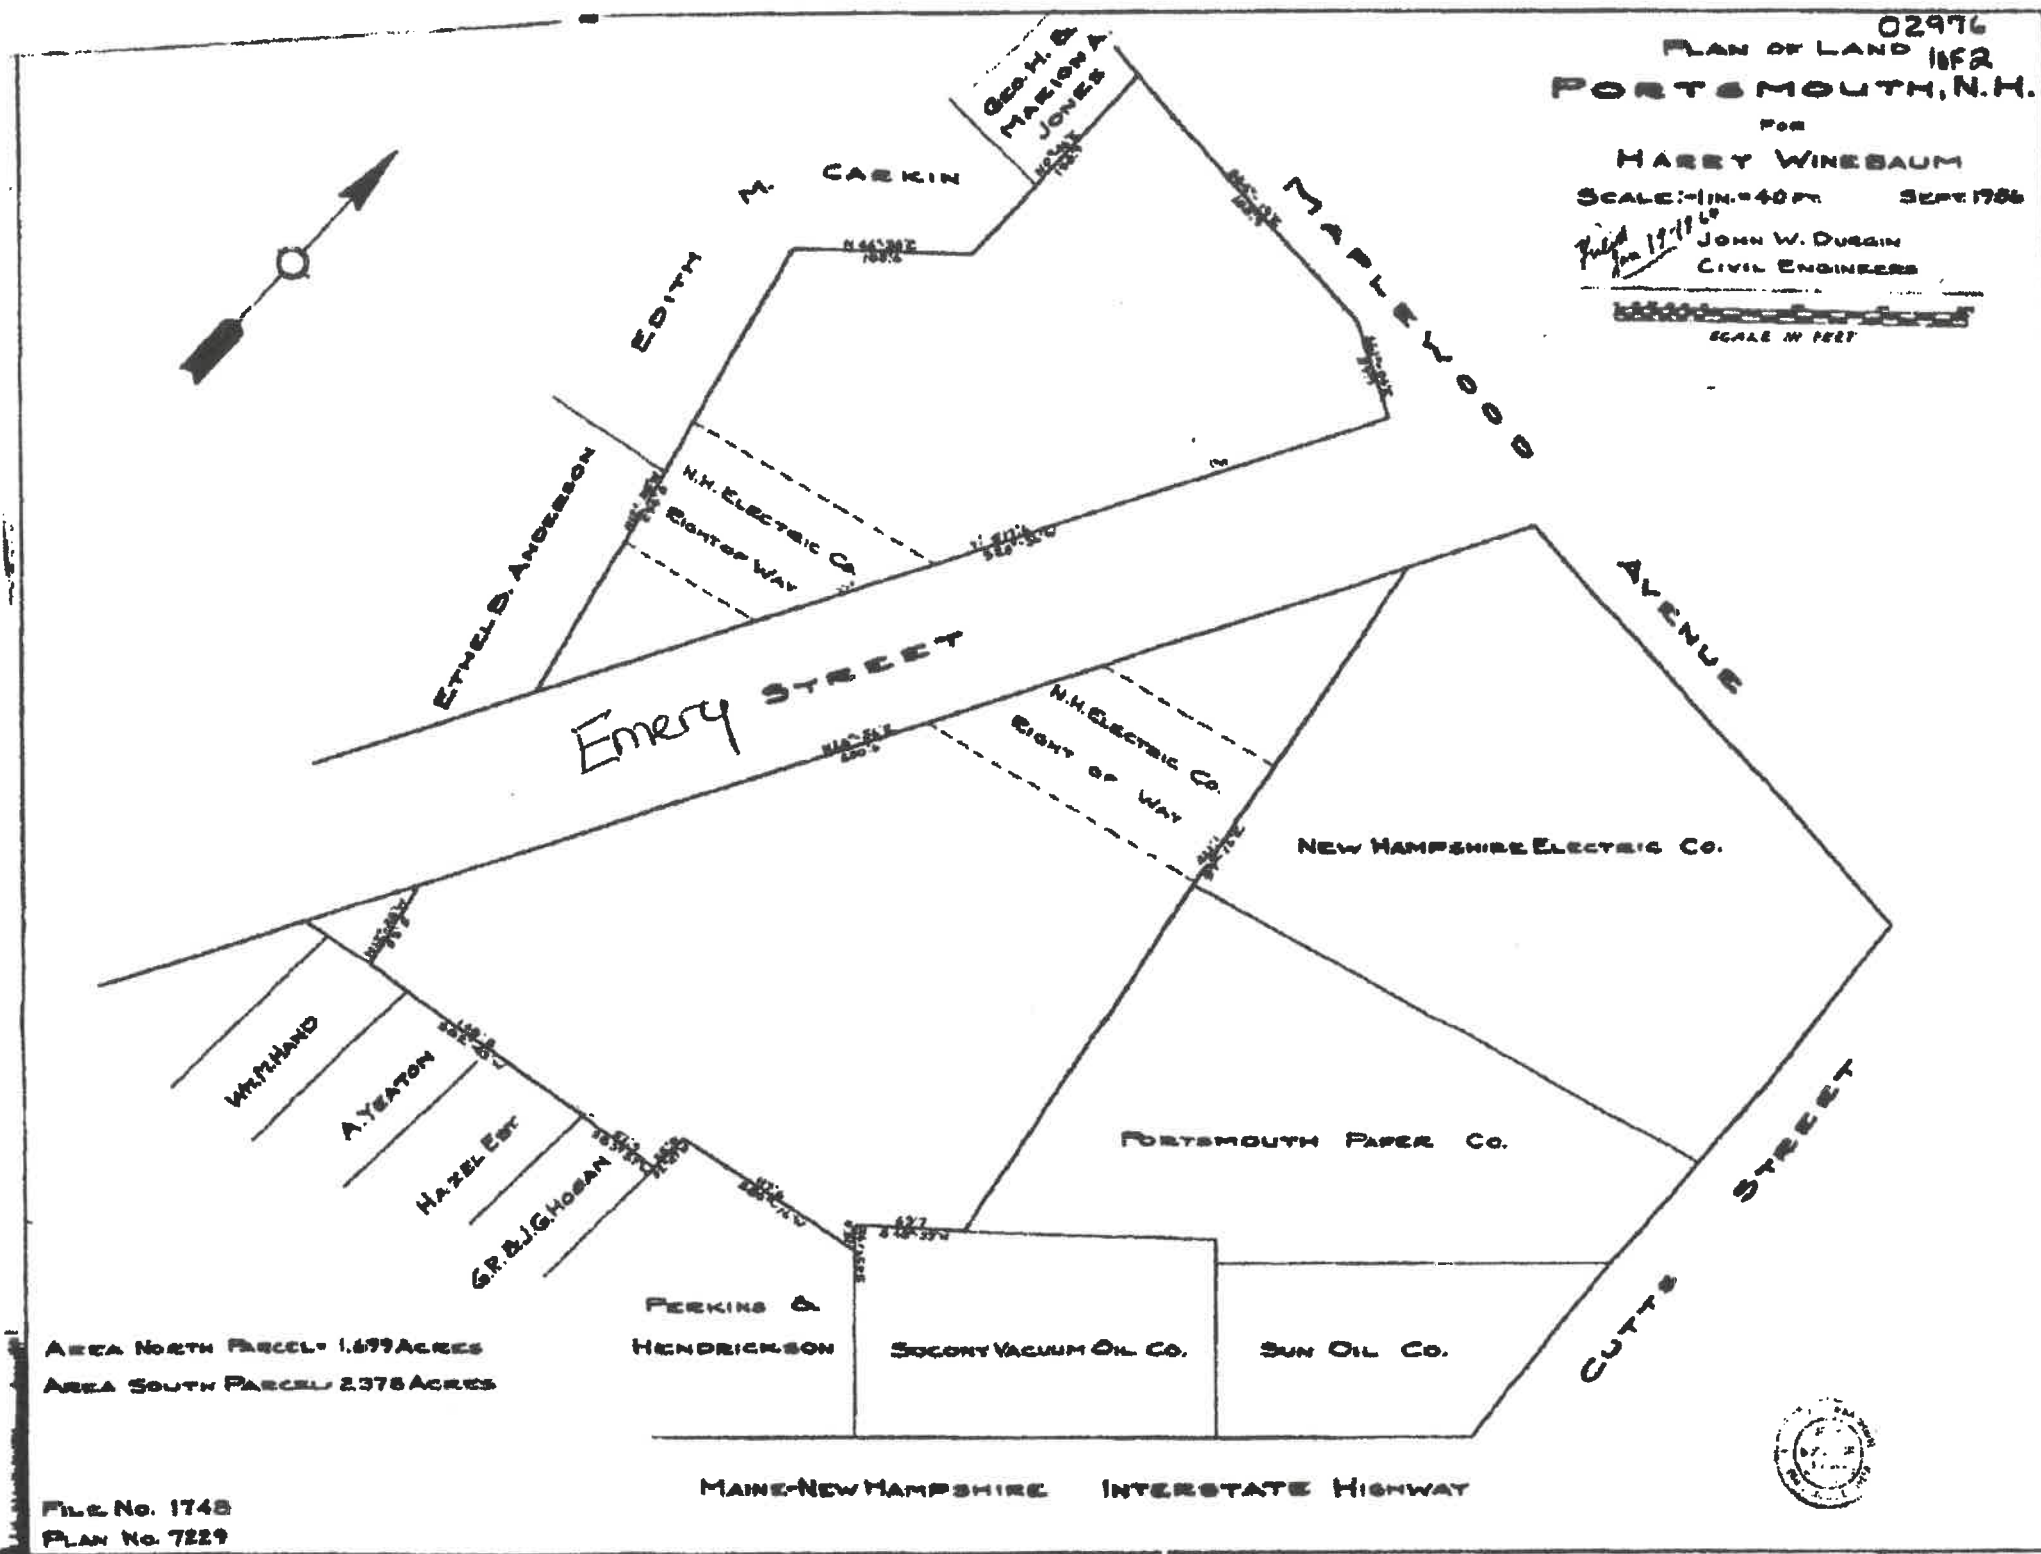 02976
PLAN OF LAND 1 OF 2
PORTSMOUTH, N.H.
FOR
HARRY WINEBAUM
SCALE:-1 IN.=40 FT. SEPT. 1956
JOHN W. DURGIN
CIVIL ENGINEERS
SCALE IN FEET
GEO. H. &
MARION A
JONES
EDITH M. CARKIN
MAPLEWOOD AVENUE
ETHEL B. ANDERSON
N.H. ELECTRIC CO.
RIGHT OF WAY
Emery STREET
N.H. ELECTRIC CO.
RIGHT OF WAY
NEW HAMPSHIRE ELECTRIC CO.
WM. M. HAND
A. YEATON
HAZEL EST.
G.R. & J.G. HOGAN
PORTSMOUTH PAPER CO.
CUTTS STREET
PERKINS &
HENDRICKSON
SOCONY VACUUM OIL CO.
SUN OIL CO.
AREA NORTH PARCEL= 1.699 ACRES
AREA SOUTH PARCEL= 2.378 ACRES
MAINE-NEW HAMPSHIRE INTERSTATE HIGHWAY
FILE NO. 1748
PLAN NO. 7229